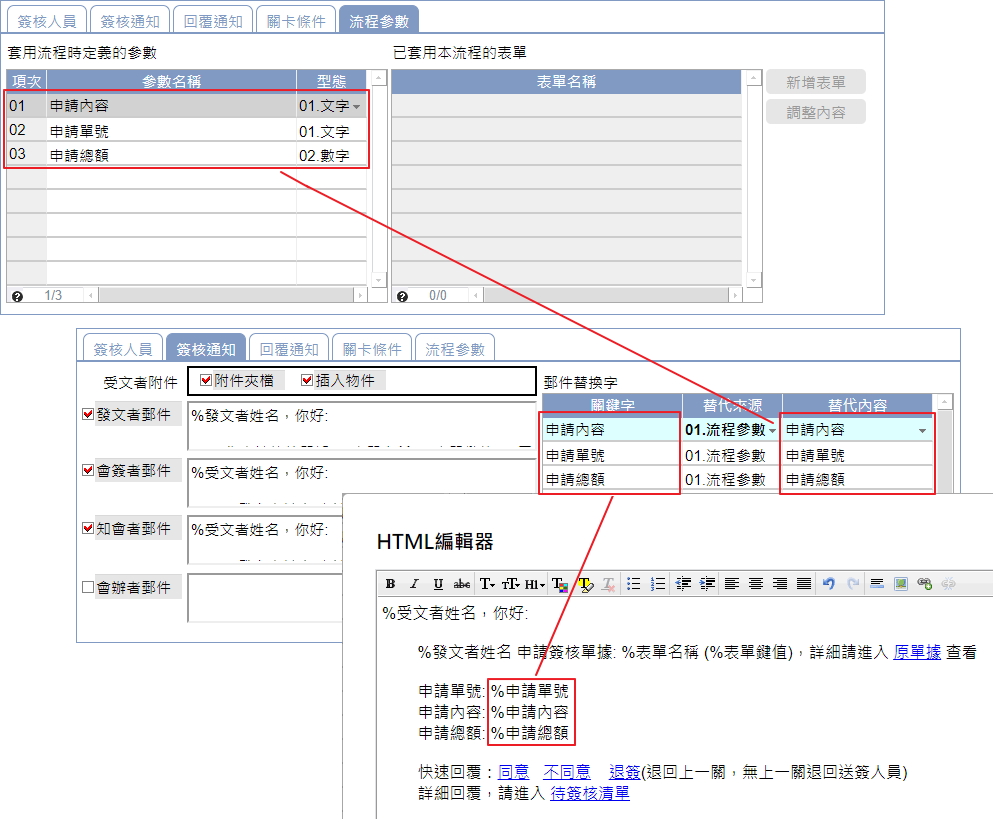 簽核人員 簽核通知 回覆通知 關卡條件 流程參數
套用流程時定義的參數 已套用本流程的表單
項次 參數名稱 型態 表單名稱 新增表單
01 申請內容 01.文字 調整內容
02 申請單號 01.文字
03 申請總額 02.數字
? 1/3 ? 0/0
簽核人員 簽核通知 回覆通知 關卡條件 流程參數
受文者附件 附件夾檔 插入物件 郵件替換字
關鍵字 替代來源 替代內容
發文者郵件 %發文者姓名，你好:
申請內容 01.流程參數 申請內容
申請單號 01.流程參數 申請單號
會簽者郵件 %受文者姓名，你好:
申請總額 01.流程參數 申請總額
知會者郵件 %受文者姓名，你好:
會辦者郵件
HTML編輯器
B I U abc T tT H1 T T T
%受文者姓名，你好:
%發文者姓名 申請簽核單據: %表單名稱 (%表單鍵值)，詳細請進入 原單據 查看
申請單號: %申請單號
申請內容: %申請內容
申請總額: %申請總額
快速回覆：同意 不同意 退簽(退回上一關，無上一關退回送簽人員)
詳細回覆，請進入 待簽核清單